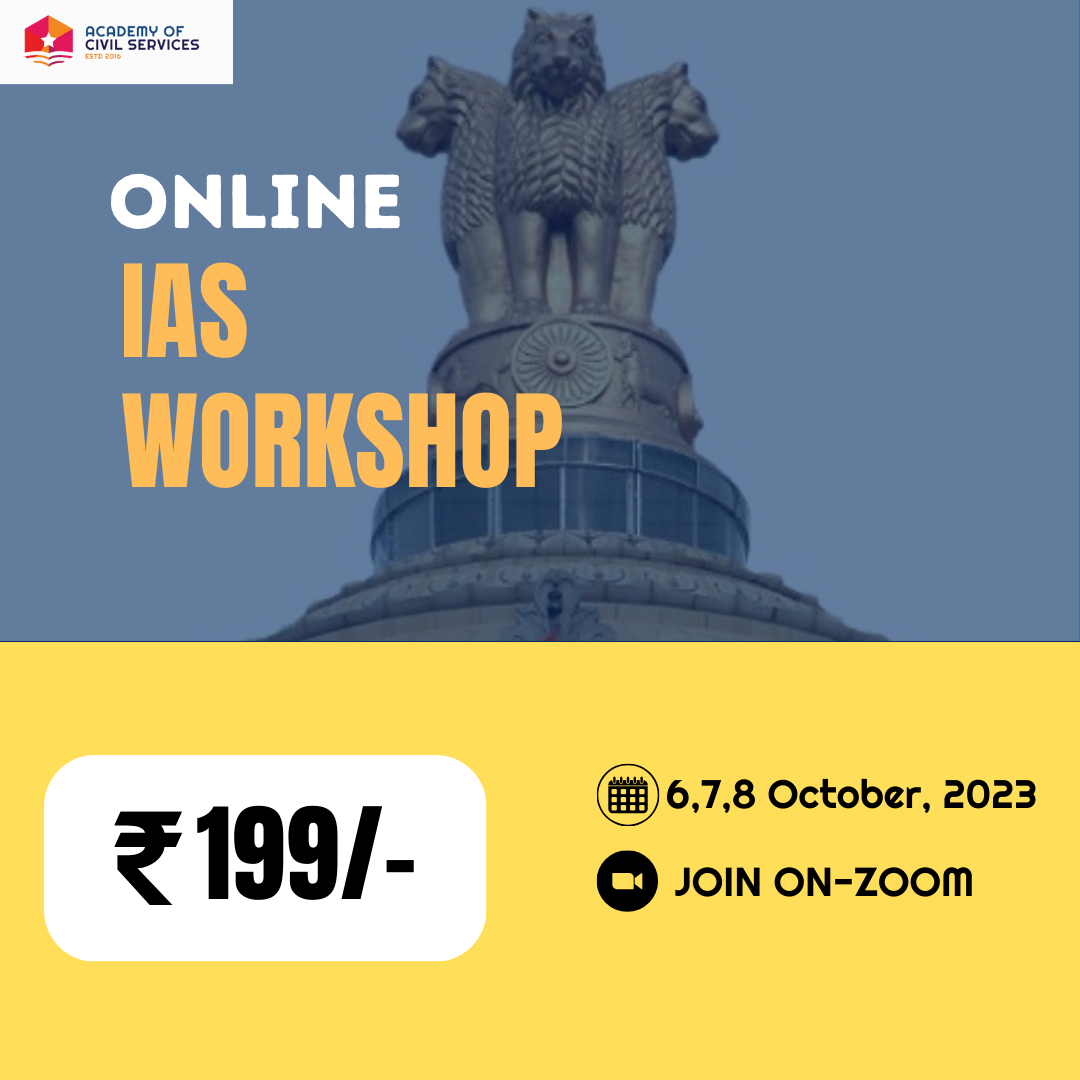 ACADEMY OF
CIVIL SERVICES
ESTD 2016
ONLINE
IAS
WORKSHOP
₹199/-
6,7,8 October, 2023
JOIN ON-ZOOM